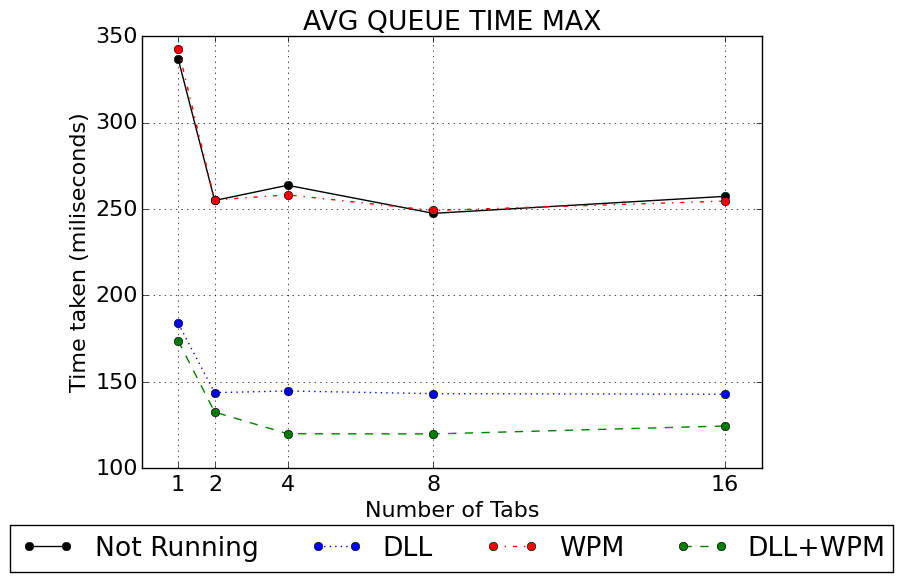 AVG QUEUE TIME MAX
Time taken (miliseconds)
350
300
250
200
150
100
1 2 4 8 16
Number of Tabs
Not Running DLL WPM DLL+WPM